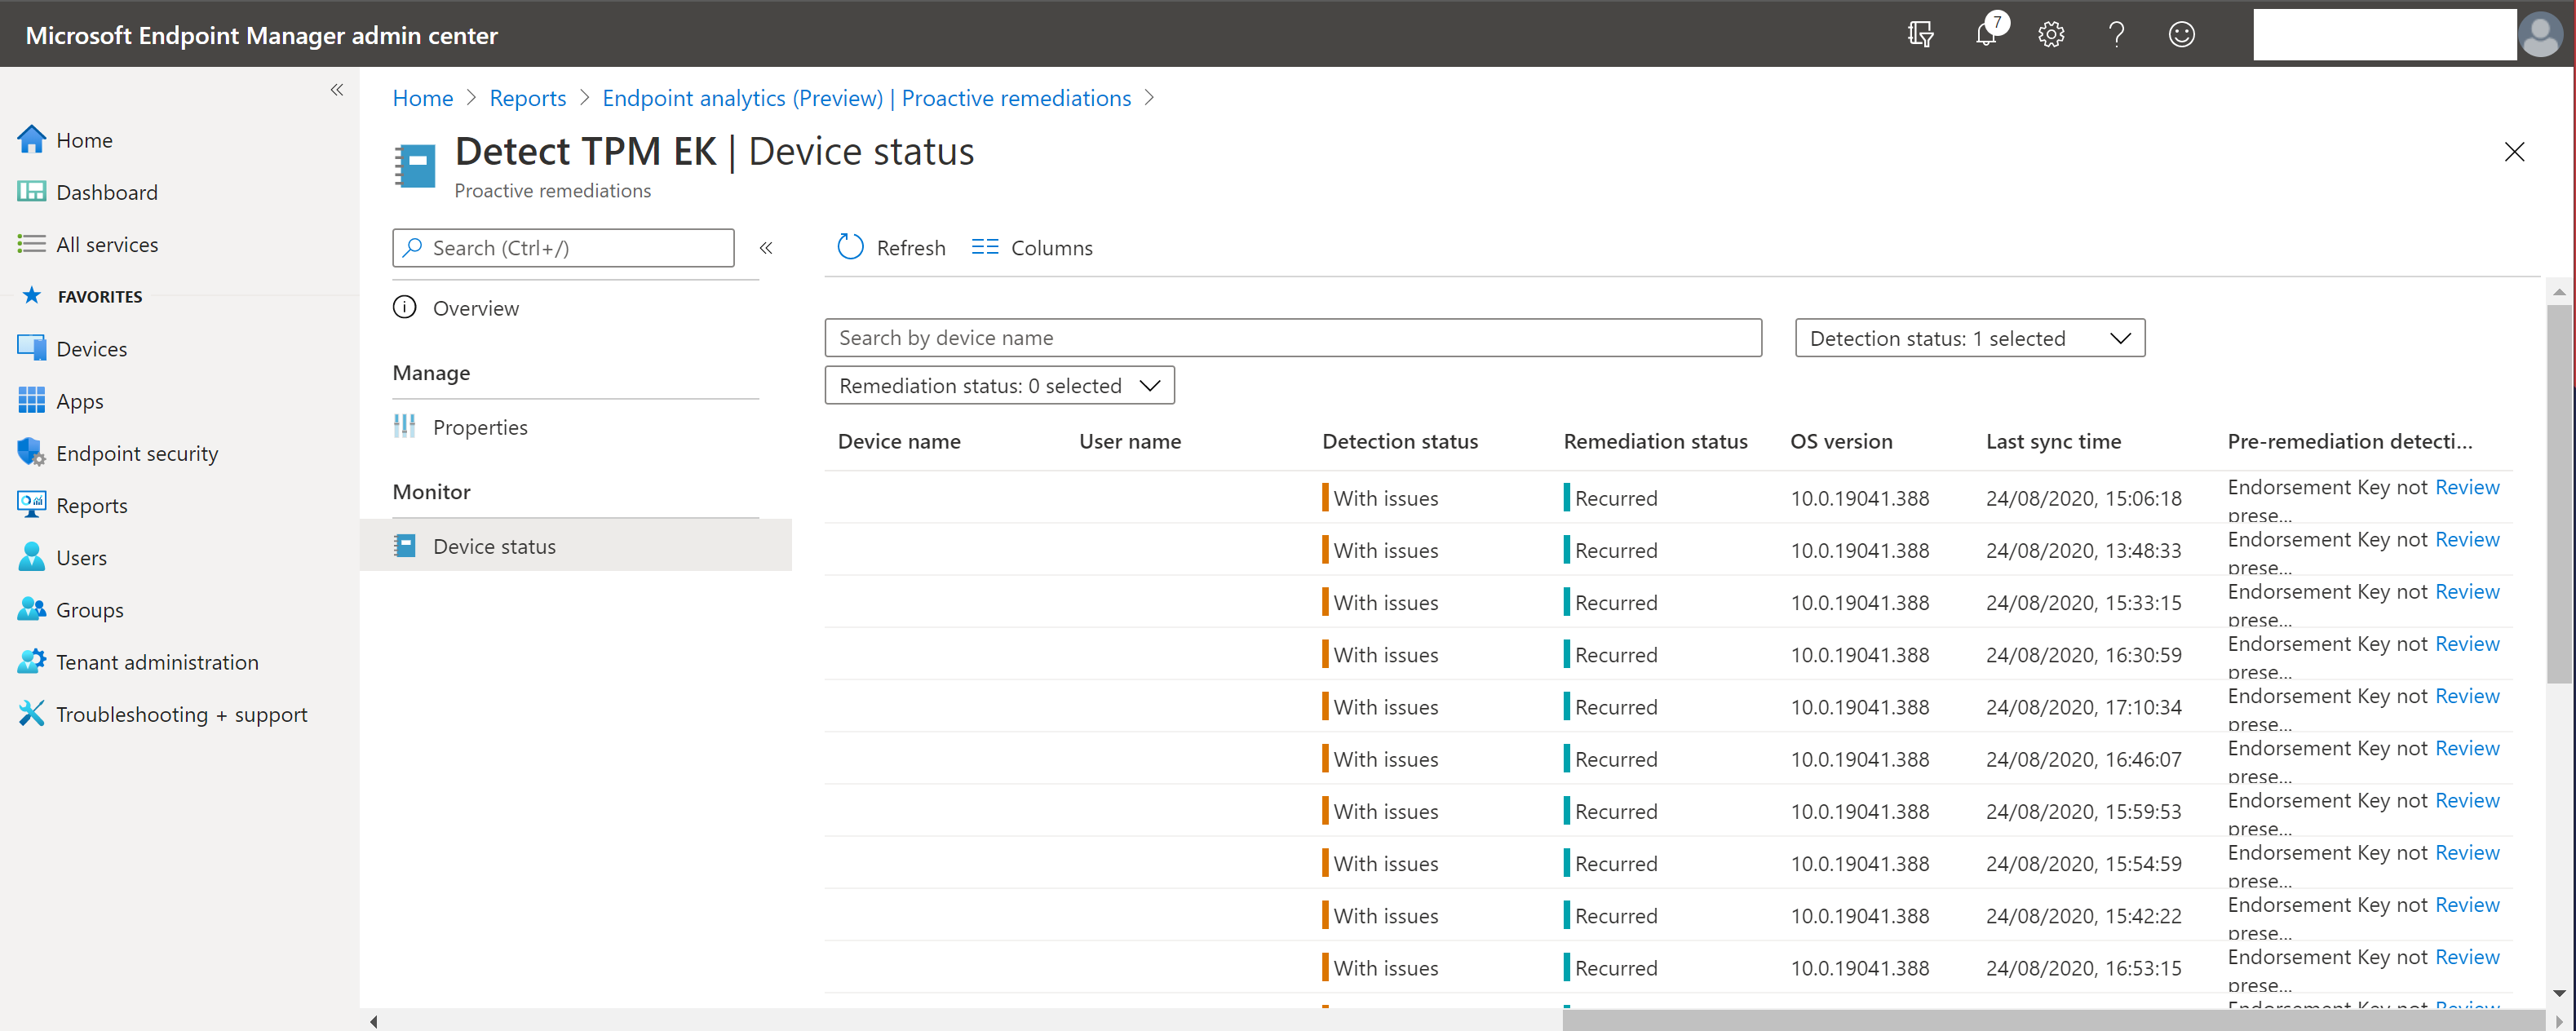 Microsoft Endpoint Manager admin center
7
Home
Dashboard
All services
FAVORITES
Devices
Apps
Endpoint security
Reports
Users
Groups
Tenant administration
Troubleshooting + support
Home > Reports > Endpoint analytics (Preview) | Proactive remediations >
Detect TPM EK | Device status
Proactive remediations
Search (Ctrl+/)
Overview
Manage
Properties
Monitor
Device status
Refresh Columns
Search by device name
Detection status: 1 selected
Remediation status: 0 selected
Device name User name Detection status Remediation status OS version Last sync time Pre-remediation detecti...
With issues Recurred 10.0.19041.388 24/08/2020, 15:06:18 Endorsement Key not Review
prese...
With issues Recurred 10.0.19041.388 24/08/2020, 13:48:33 Endorsement Key not Review
prese...
With issues Recurred 10.0.19041.388 24/08/2020, 15:33:15 Endorsement Key not Review
prese...
With issues Recurred 10.0.19041.388 24/08/2020, 16:30:59 Endorsement Key not Review
prese...
With issues Recurred 10.0.19041.388 24/08/2020, 17:10:34 Endorsement Key not Review
prese...
With issues Recurred 10.0.19041.388 24/08/2020, 16:46:07 Endorsement Key not Review
prese...
With issues Recurred 10.0.19041.388 24/08/2020, 15:59:53 Endorsement Key not Review
prese...
With issues Recurred 10.0.19041.388 24/08/2020, 15:54:59 Endorsement Key not Review
prese...
With issues Recurred 10.0.19041.388 24/08/2020, 15:42:22 Endorsement Key not Review
prese...
With issues Recurred 10.0.19041.388 24/08/2020, 16:53:15 Endorsement Key not Review
prese...